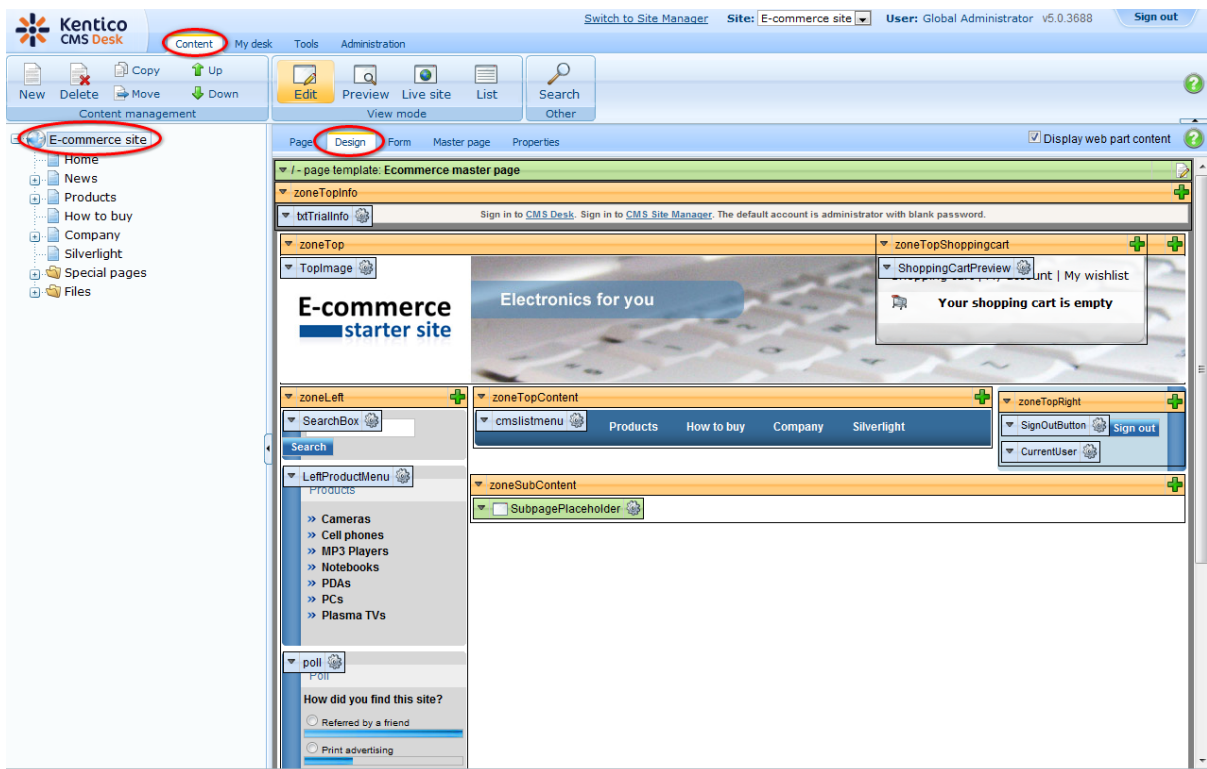 Kentico
CMS Desk
Switch to Site Manager Site: E-commerce site User: Global Administrator v5.0.3688 Sign out
Content My desk Tools Administration
New Delete Copy Move Up Down
Content management
Edit Preview Live site List
View mode
Search
Other
E-commerce site
Home
News
Products
How to buy
Company
Silverlight
Special pages
Files
Page Design Form Master page Properties
Display web part content
/ - page template: Ecommerce master page
zoneTopInfo
txtTrialInfo
Sign in to CMS Desk. Sign in to CMS Site Manager. The default account is administrator with blank password.
zoneTop
zoneTopShoppingcart
TopImage
ShoppingCartPreview
My wishlist
Your shopping cart is empty
E-commerce
starter site
Electronics for you
zoneLeft
zoneTopContent
zoneTopRight
SearchBox
Search
cmslistmenu
Products How to buy Company Silverlight
SignOutButton Sign out
CurrentUser
LeftProductMenu
Products
» Cameras
» Cell phones
» MP3 Players
» Notebooks
» PDAs
» PCs
» Plasma TVs
zoneSubContent
SubpagePlaceholder
poll
Poll
How did you find this site?
Referred by a friend
Print advertising